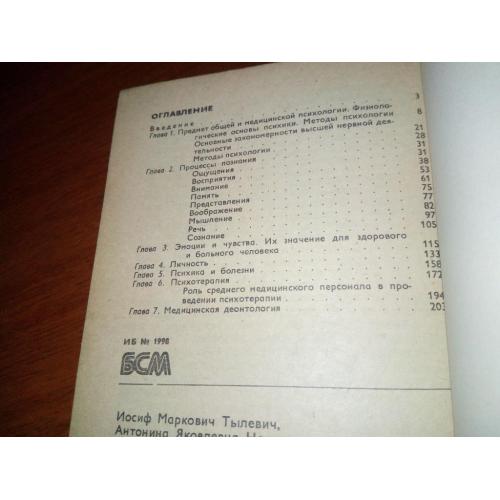 ОГЛАВЛЕНИЕ
Введение 3
Глава 1. Предмет общей и медицинской психологии. Физиоло-
гические основы психики. Методы психологии 8
Основные закономерности высшей нервной дея-
тельности 21
Методы психологии 28
Глава 2. Процессы познания 31
Ощущения 31
Восприятия 38
Внимание 53
Память 61
Представления 75
Воображение 77
Мышление 82
Речь 97
Сознание 105
Глава 3. Эмоции и чувства. Их значение для здорового
и больного человека 115
Глава 4. Личность 133
Глава 5. Психика и болезни 158
Глава 6. Психотерапия 172
Роль среднего медицинского персонала в про-
ведении психотерапии 194
Глава 7. Медицинская деонтология 203
ИБ № 1998
БСМ
Иосиф Маркович Тылевич,
Антонина Яковлевна